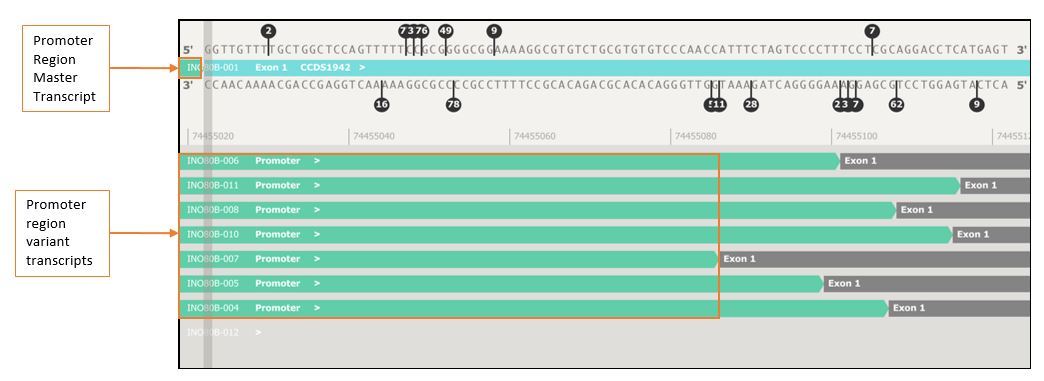 Promoter
Region
Master
Transcript
2 7 3 76 49 9 7
5' GGTTGTTTTGCTGGCTCCAGTTTTTCCGCGGGGCGGAAAAGGCGTGTCTGCGTGTGTCCCAACCATTTCTAGTCCCCTTTCCTCGCAGGACCTCATGAGT 3'
INO80B-001 Exon 1 CCDS1942 >
3' CCAACAAAACGACCGAGGTCAAAAAGGCGCCCCGCCTTTTCCGCACAGACGCACACAGGGTTGGTAAAGATCAGGGGAAAGGAGCGTCCTGGAGTACTCA 5'
16 78 11 28 2 3 7 62 9
74455020 74455040 74455060 74455080 74455100 7445512
INO80B-006 Promoter > Exon 1
INO80B-011 Promoter > Exon 1
INO80B-008 Promoter > Exon 1
INO80B-010 Promoter > Exon 1
INO80B-007 Promoter > Exon 1
INO80B-005 Promoter > Exon 1
INO80B-004 Promoter > Exon 1
INO80B-012 >
Promoter
region
variant
transcripts